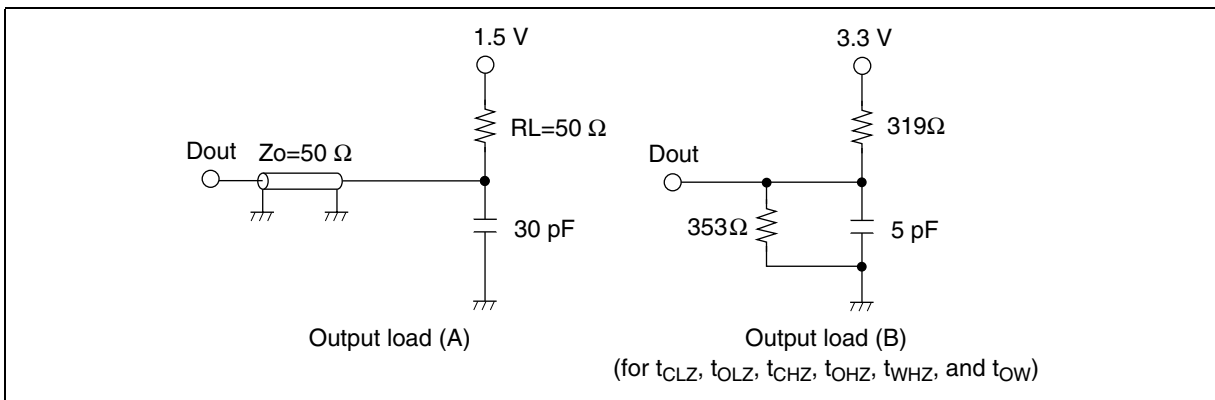 1.5 V
RL=50 Ω
Dout Zo=50 Ω
30 pF
Output load (A)
3.3 V
319Ω
Dout
353Ω
5 pF
Output load (B)
(for tCLZ, tOLZ, tCHZ, tOHZ, tWHZ, and tOW)